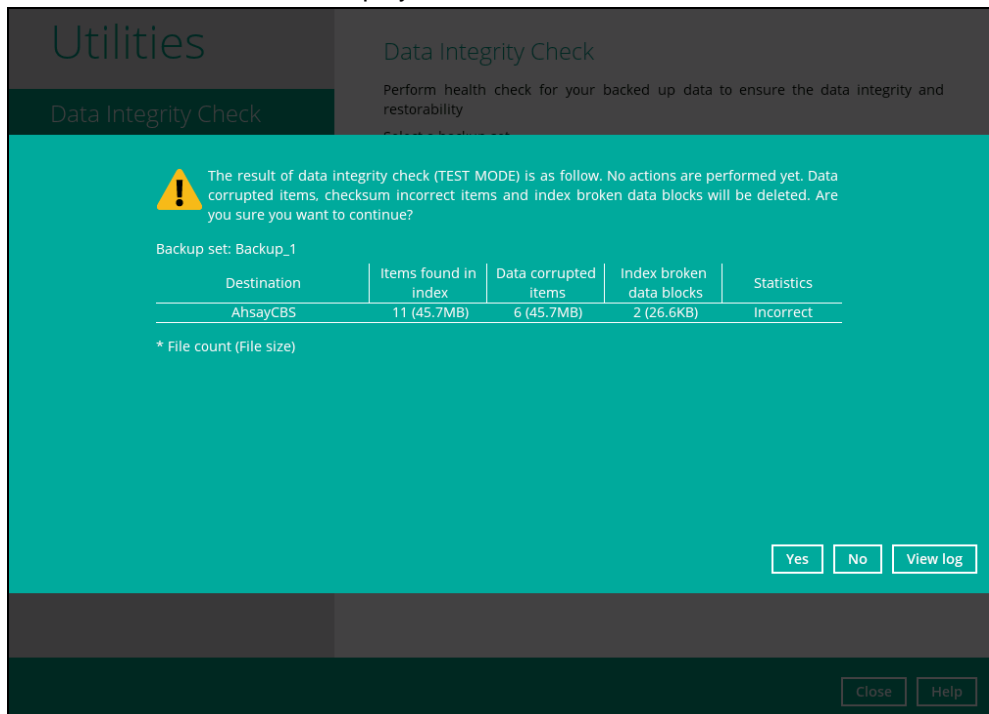 Utilities
Data Integrity Check
Data Integrity Check
Perform health check for your backed up data to ensure the data integrity and
restorability
The result of data integrity check (TEST MODE) is as follow. No actions are performed yet. Data
corrupted items, checksum incorrect items and index broken data blocks will be deleted. Are
you sure you want to continue?
Backup set: Backup_1
Destination
Items found in
index
Data corrupted
items
Index broken
data blocks
Statistics
AhsayCBS 11 (45.7MB) 6 (45.7MB) 2 (26.6KB) Incorrect
* File count (File size)
Yes No View log
Close Help